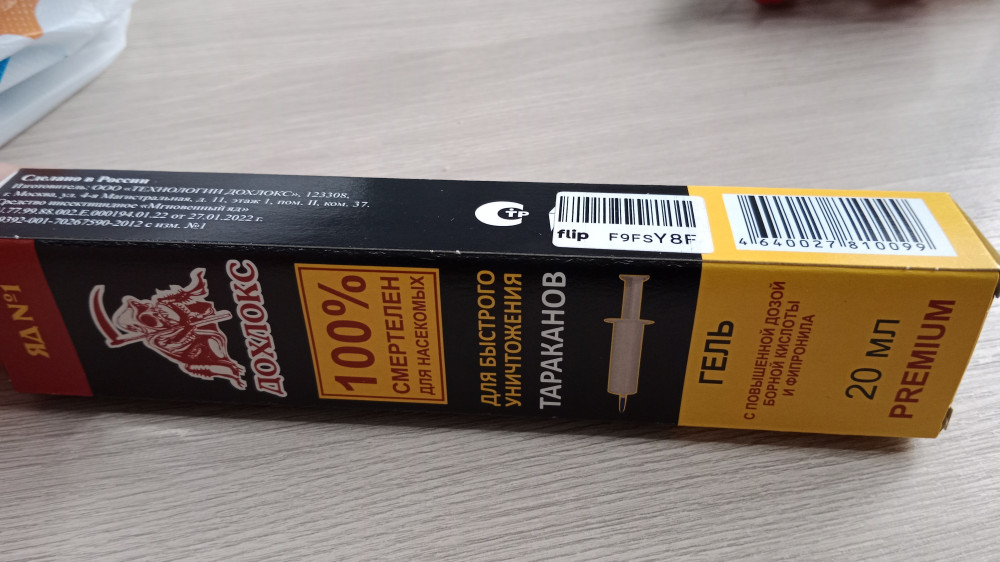 Сделано в России
Изготовитель: ООО «ТЕХНОЛОГИИ ДОХЛОКС», 123308,
г. Москва, ул. 4-я Магистральная, д. 11, этаж 1, пом. II, ком. 37.
Средство инсектицидное «Мгновенный яд»
.77.99.88.002.Е.000194.01.22 от 27.01.2022 г.
9392-001-70267590-2012 с изм. №1
flip F9FSY8F
4 640027 810099
ЯД №1
ДОХЛОКС
100%
СМЕРТЕЛЕН
ДЛЯ НАСЕКОМЫХ
ДЛЯ БЫСТРОГО
УНИЧТОЖЕНИЯ
ТАРАКАНОВ
ГЕЛЬ
С ПОВЫШЕННОЙ ДОЗОЙ
БОРНОЙ КИСЛОТЫ
И ФИПРОНИЛА
20 МЛ
PREMIUM